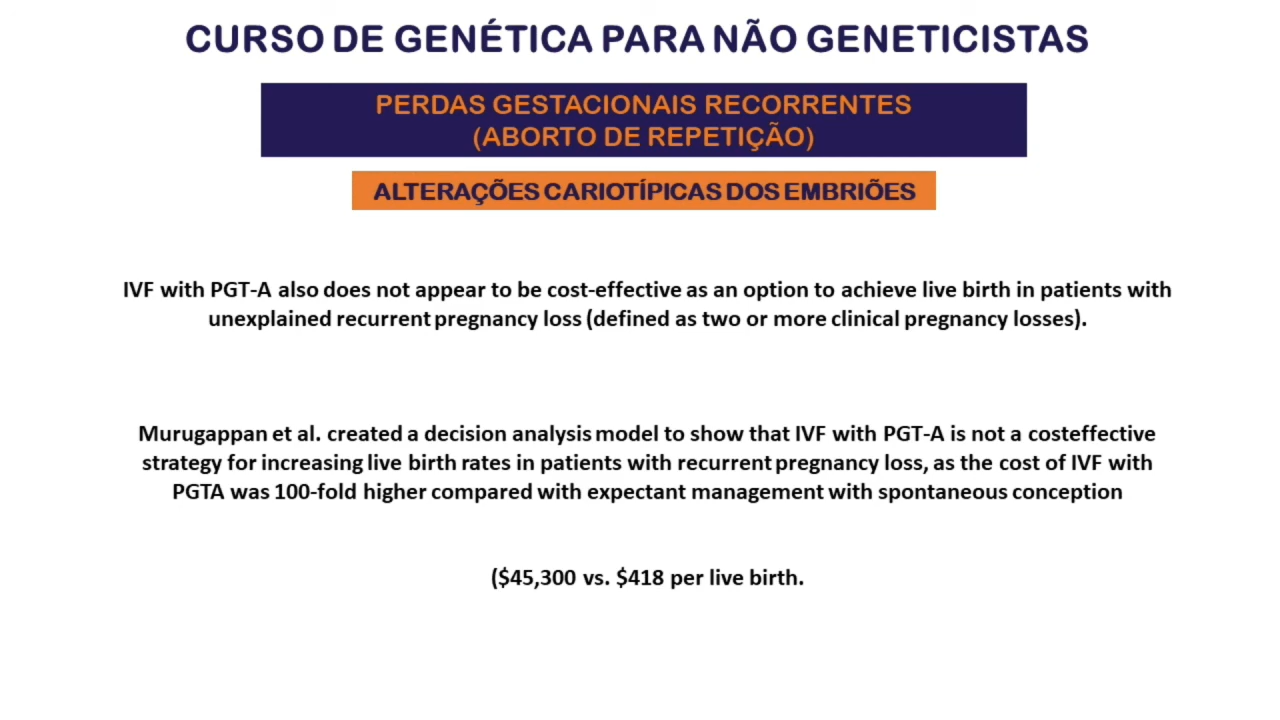 CURSO DE GENÉTICA PARA NÃO GENETICISTAS
PERDAS GESTACIONAIS RECORRENTES
(ABORTO DE REPETIÇÃO)
ALTERAÇÕES CARIOTÍPICAS DOS EMBRIÕES
IVF with PGT-A also does not appear to be cost-effective as an option to achieve live birth in patients with
unexplained recurrent pregnancy loss (defined as two or more clinical pregnancy losses).
Murugappan et al. created a decision analysis model to show that IVF with PGT-A is not a costeffective
strategy for increasing live birth rates in patients with recurrent pregnancy loss, as the cost of IVF with
PGTA was 100-fold higher compared with expectant management with spontaneous conception
($45,300 vs. $418 per live birth.